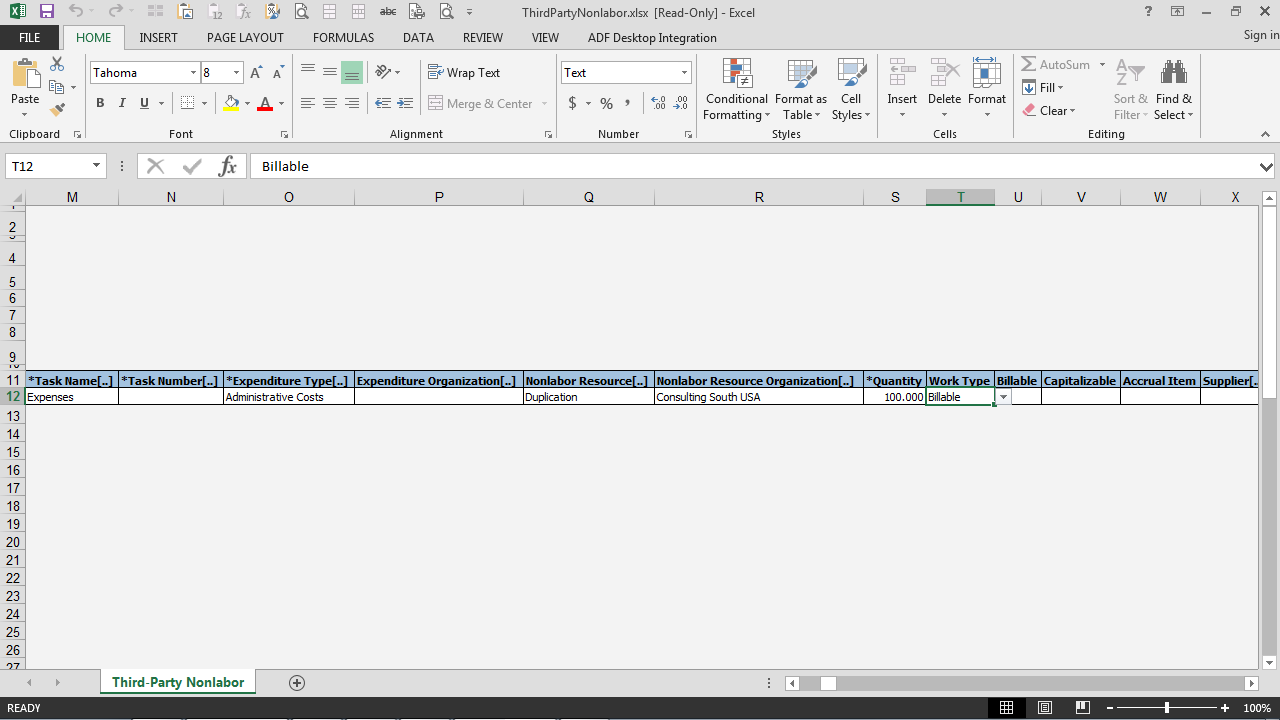 ThirdPartyNonlabor.xlsx [Read-Only] - Excel
FILE HOME INSERT PAGE LAYOUT FORMULAS DATA REVIEW VIEW ADF Desktop Integration Sign in
Tahoma 8 Wrap Text Text AutoSum
Paste Conditional Formatting Format as Table Cell Styles Insert Delete Format Fill Sort & Filter Find & Select
B I U Merge & Center $ % , Clear
Clipboard Font Alignment Number Styles Cells Editing
T12 fx Billable
M N O P Q R S T U V W X
2
4
5
6
7
8
9
11 *Task Name[..] *Task Number[..] *Expenditure Type[..] Expenditure Organization[..] Nonlabor Resource[..] Nonlabor Resource Organization[..] *Quantity Work Type Billable Capitalizable Accrual Item Supplier[..
12 Expenses Administrative Costs Duplication Consulting South USA 100.000 Billable
13
14
15
16
17
18
19
20
21
22
23
24
25
26
27
Third-Party Nonlabor
READY 100%